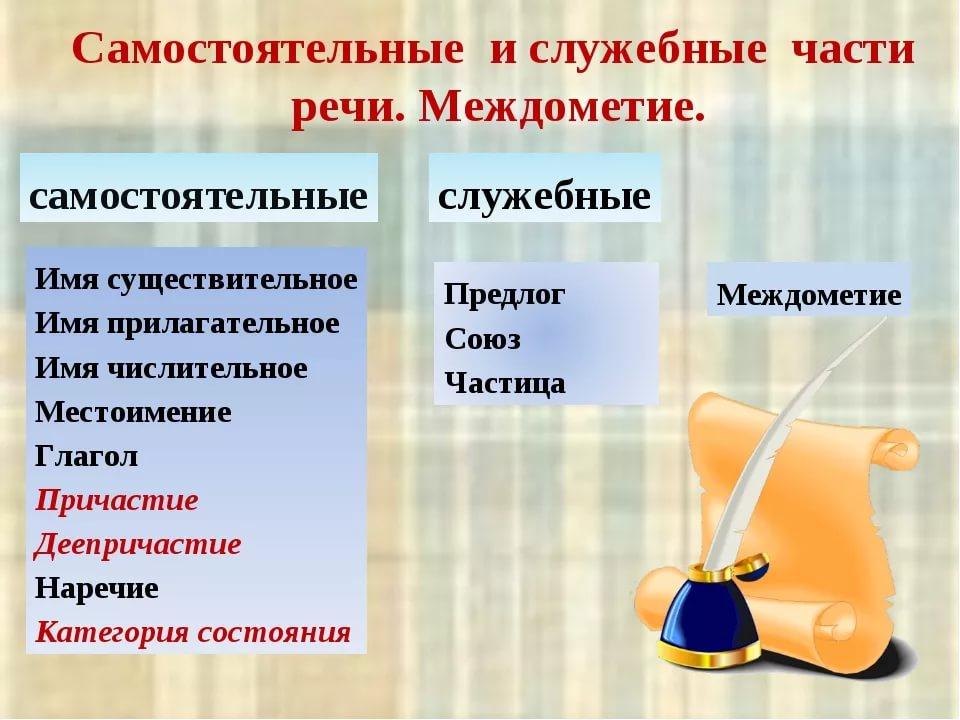 Самостоятельные и служебные части
речи. Междометие.
самостоятельные
служебные
Имя существительное
Имя прилагательное
Имя числительное
Местоимение
Глагол
Причастие
Деепричастие
Наречие
Категория состояния
Предлог
Союз
Частица
Междометие